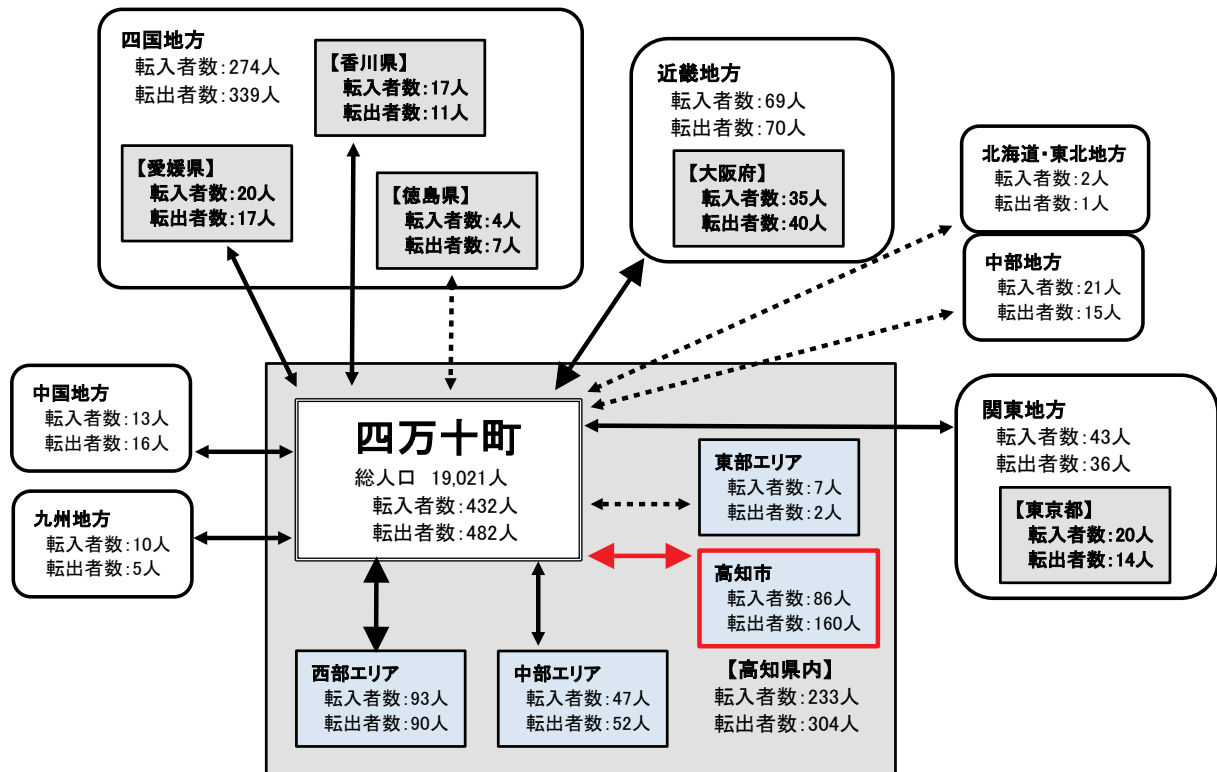 四国地方
転入者数:274人
転出者数:339人
【香川県】
転入者数:17人
転出者数:11人
【愛媛県】
転入者数:20人
転出者数:17人
【徳島県】
転入者数:4人
転出者数:7人
近畿地方
転入者数:69人
転出者数:70人
【大阪府】
転入者数:35人
転出者数:40人
北海道・東北地方
転入者数:2人
転出者数:1人
中部地方
転入者数:21人
転出者数:15人
中国地方
転入者数:13人
転出者数:16人
九州地方
転入者数:10人
転出者数:5人
四万十町
総人口 19,021人
転入者数:432人
転出者数:482人
関東地方
転入者数:43人
転出者数:36人
【東京都】
転入者数:20人
転出者数:14人
東部エリア
転入者数:7人
転出者数:2人
高知市
転入者数:86人
転出者数:160人
西部エリア
転入者数:93人
転出者数:90人
中部エリア
転入者数:47人
転出者数:52人
【高知県内】
転入者数:233人
転出者数:304人